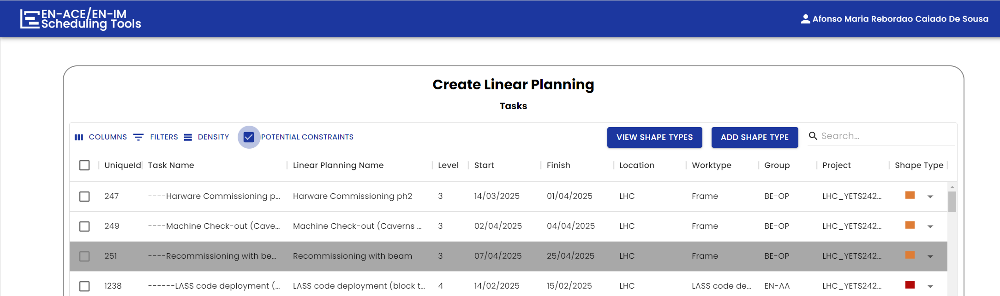 EN-ACE/EN-IM
Scheduling Tools
Afonso Maria Rebordao Caiado De Sousa
Create Linear Planning
Tasks
COLUMNS FILTERS DENSITY POTENTIAL CONSTRAINTS VIEW SHAPE TYPES ADD SHAPE TYPE Search...
UniqueId Task Name Linear Planning Name Level Start Finish Location Worktype Group Project Shape Type
247 ----Harware Commissioning p... Harware Commissioning ph2 3 14/03/2025 01/04/2025 LHC Frame BE-OP LHC_YETS242...
249 ----Machine Check-out (Cave... Machine Check-out (Caverns ... 3 02/04/2025 04/04/2025 LHC Frame BE-OP LHC_YETS242...
251 ----Recommissioning with be... Recommissioning with beam 3 07/04/2025 25/04/2025 LHC Frame BE-OP LHC_YETS242...
1238 ------LASS code deployment (... LASS code deployment (block t... 4 14/02/2025 15/02/2025 LHC LASS code de... EN-AA LHC_YETS242...